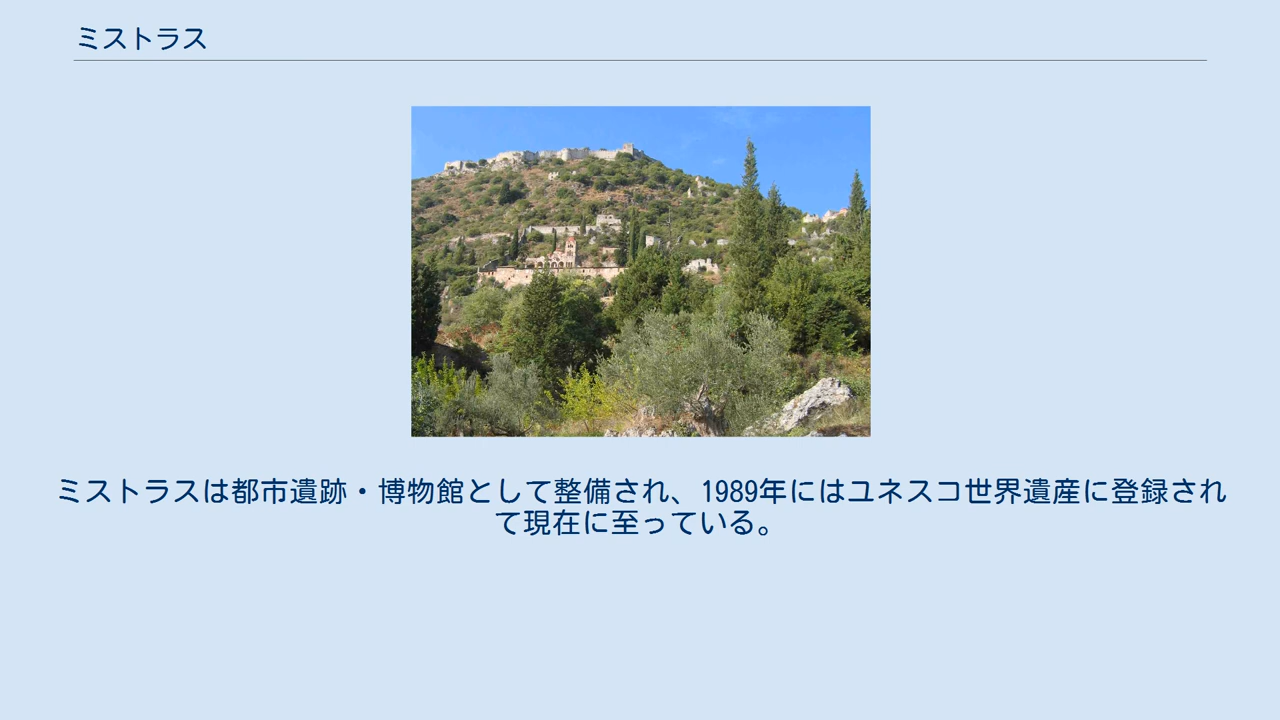 ミストラス
ミストラスは都市遺跡・博物館として整備され、1989年にはユネスコ世界遺産に登録され
て現在に至っている。